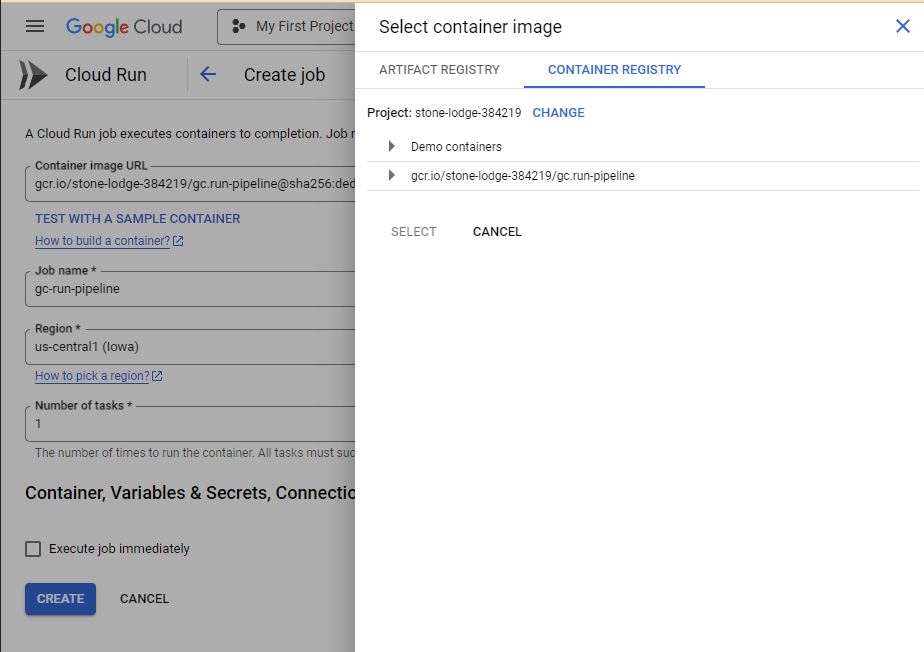 Google Cloud
My First Project
Cloud Run
Create job
A Cloud Run job executes containers to completion. Job r
Container image URL
gcr.io/stone-lodge-384219/gc.run-pipeline@sha256:ded
TEST WITH A SAMPLE CONTAINER
How to build a container?
Job name *
gc-run-pipeline
Region *
us-central1 (Iowa)
How to pick a region?
Number of tasks *
1
The number of times to run the container. All tasks must suc
Container, Variables & Secrets, Connectio
Execute job immediately
CREATE
CANCEL
Select container image
ARTIFACT REGISTRY
CONTAINER REGISTRY
Project: stone-lodge-384219 CHANGE
Demo containers
gcr.io/stone-lodge-384219/gc.run-pipeline
SELECT
CANCEL